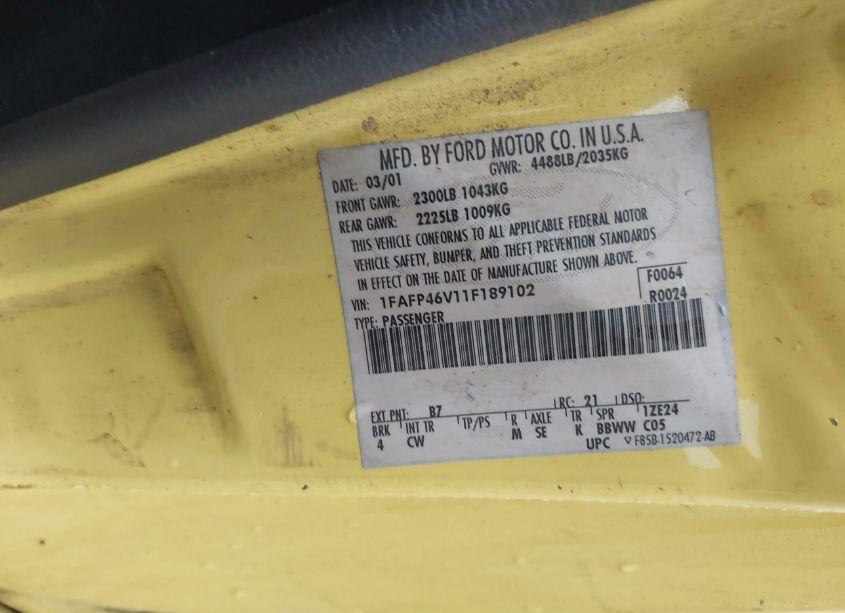 MFD. BY FORD MOTOR CO. IN U.S.A.
DATE: 03/01 GVWR: 4488LB/2035KG
FRONT GAWR: 2300LB 1043KG
REAR GAWR: 2225LB 1009KG
THIS VEHICLE CONFORMS TO ALL APPLICABLE FEDERAL MOTOR
VEHICLE SAFETY, BUMPER, AND THEFT PREVENTION STANDARDS
IN EFFECT ON THE DATE OF MANUFACTURE SHOWN ABOVE.
VIN: 1FAFP46V11F189102 F0064
TYPE: PASSENGER R0024
EXT PNT: B7 RC: 21 DSO:
BRK INT TR TP/PS R AXLE TR SPR 1ZE24
4 CW M SE K BBWW C05
UPC F85B-1520472-AB